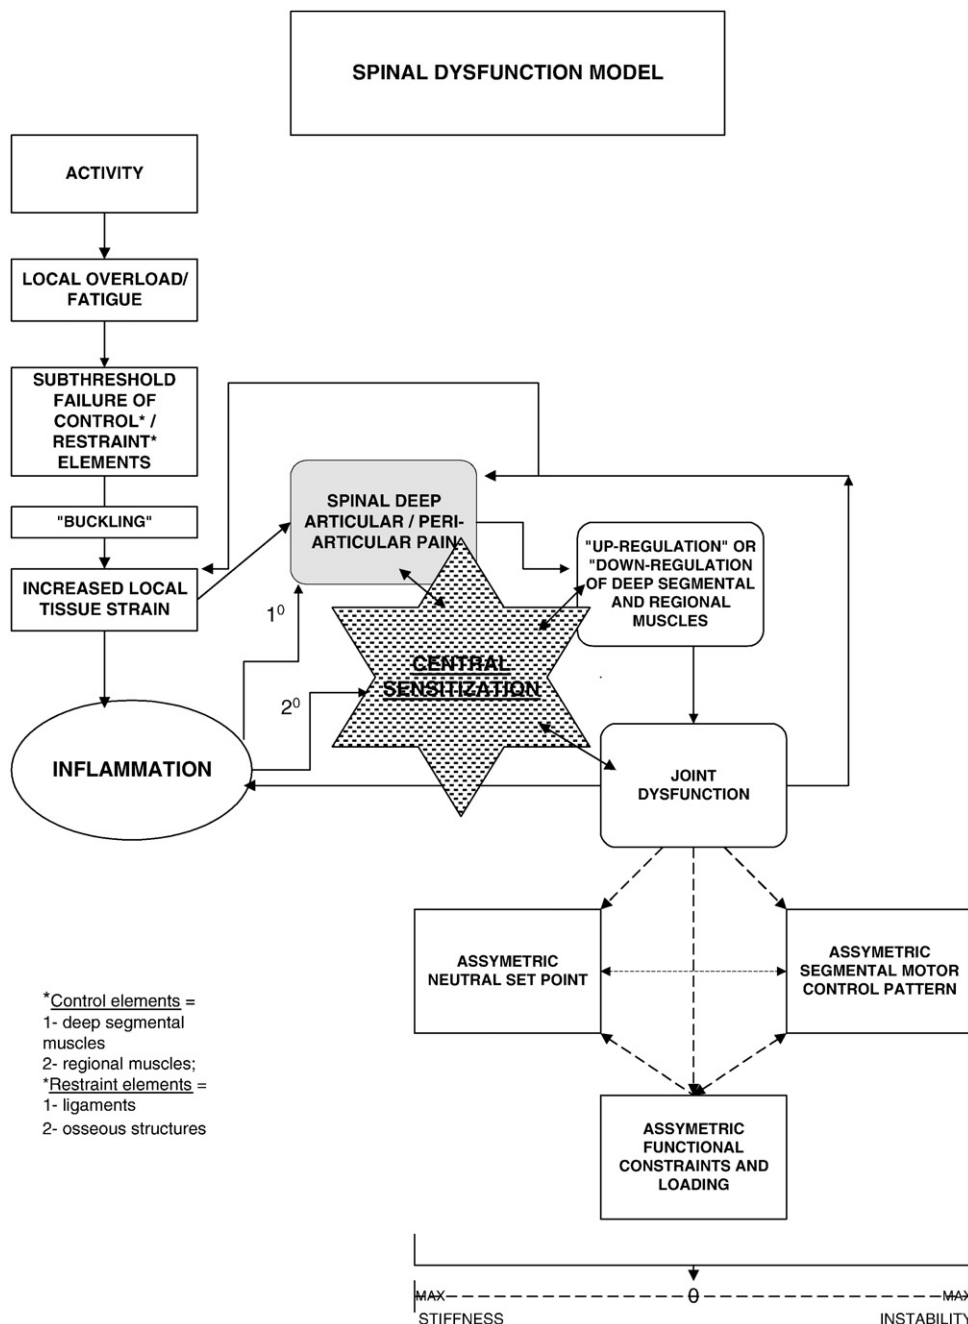 SPINAL DYSFUNCTION MODEL
ACTIVITY
LOCAL OVERLOAD/
FATIGUE
SUBTHRESHOLD
FAILURE OF
CONTROL* /
RESTRAINT*
ELEMENTS
"BUCKLING"
INCREASED LOCAL
TISSUE STRAIN
SPINAL DEEP
ARTICULAR / PERI-
ARTICULAR PAIN
"UP-REGULATION" OR
"DOWN-REGULATION
OF DEEP SEGMENTAL
AND REGIONAL
MUSCLES
1⁰
CENTRAL
SENSITIZATION
2⁰
INFLAMMATION
JOINT
DYSFUNCTION
ASSYMETRIC
NEUTRAL SET POINT
ASSYMETRIC
SEGMENTAL MOTOR
CONTROL PATTERN
*Control elements =
1- deep segmental
muscles
2- regional muscles;
*Restraint elements =
1- ligaments
2- osseous structures
ASSYMETRIC
FUNCTIONAL
CONSTRAINTS AND
LOADING
MAX 0 MAX
STIFFNESS INSTABILITY